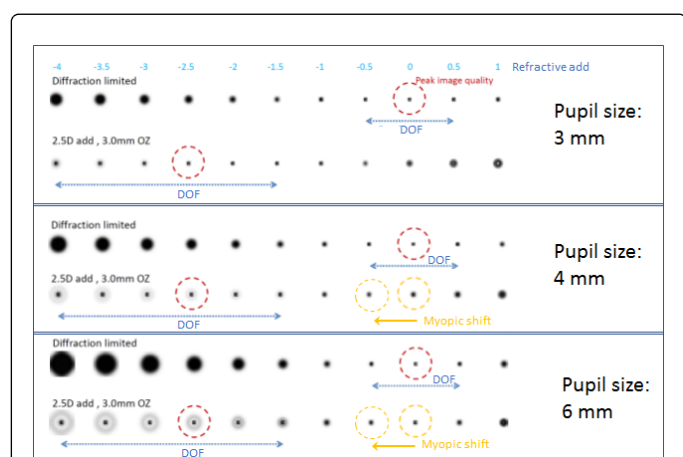 -4 -3.5 -3 -2.5 -2 -1.5 -1 -0.5 0 0.5 1 Refractive add
Diffraction limited Peak image quality
DOF
Pupil size:
3 mm
2.5D add , 3.0mm OZ
DOF
Diffraction limited
DOF
Pupil size:
4 mm
2.5D add , 3.0mm OZ
DOF
Myopic shift
Diffraction limited
DOF
Pupil size:
6 mm
2.5D add , 3.0mm OZ
DOF
Myopic shift